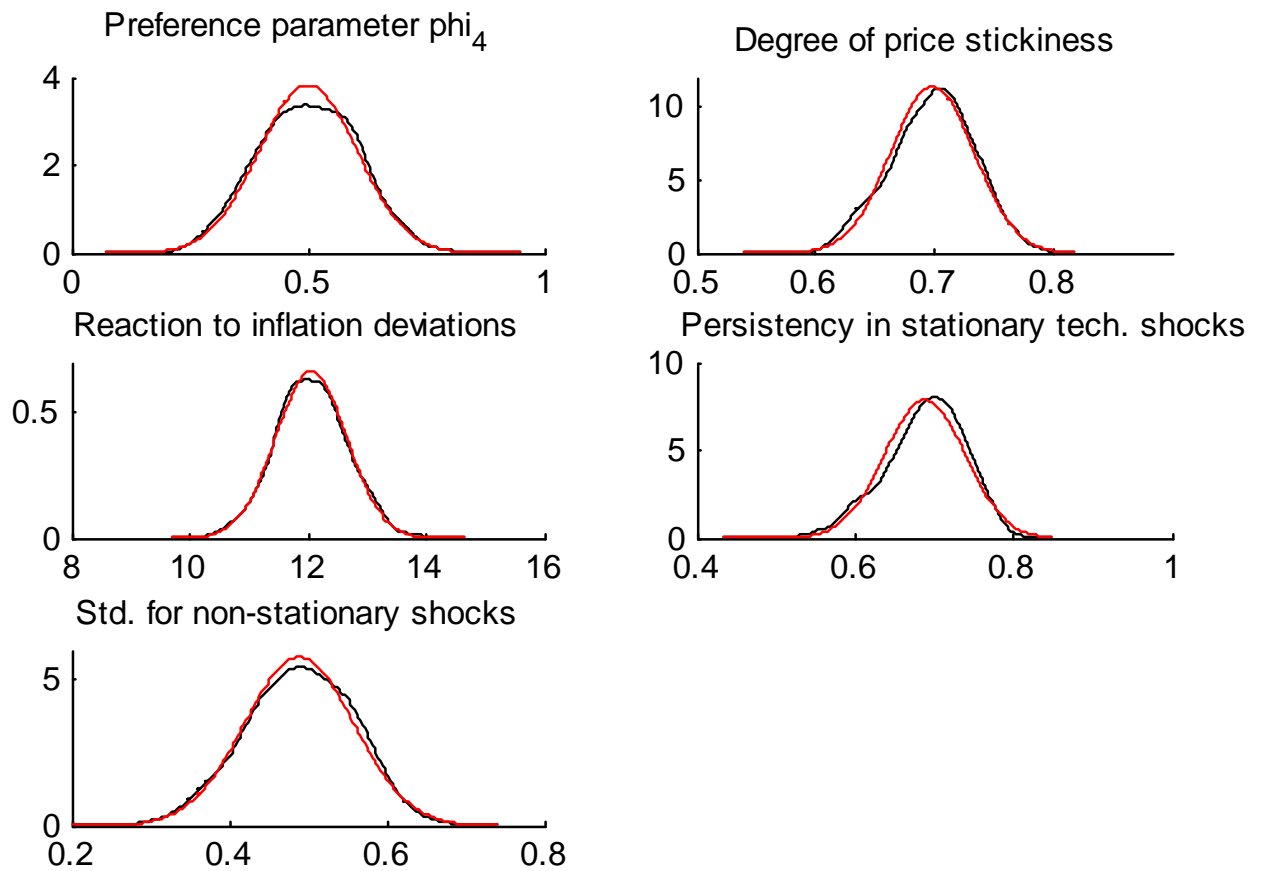 Preference parameter phi4
4
2
0
0 0.5 1
Degree of price stickiness
10
5
0
0.5 0.6 0.7 0.8
Reaction to inflation deviations
0.5
0
8 10 12 14 16
Persistency in stationary tech. shocks
10
5
0
0.4 0.6 0.8 1
Std. for non-stationary shocks
5
0
0.2 0.4 0.6 0.8